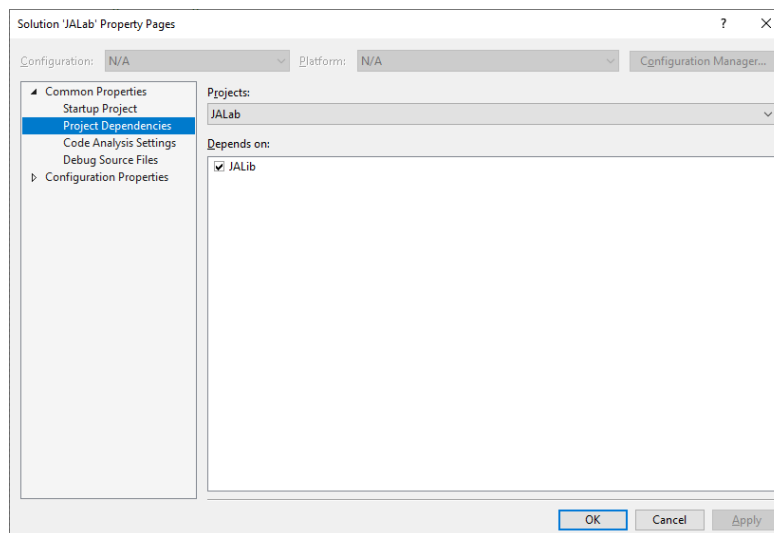 Solution 'JALab' Property Pages
Configuration: N/A Platform: N/A Configuration Manager...
Common Properties
Startup Project
Project Dependencies
Code Analysis Settings
Debug Source Files
Configuration Properties
Projects:
JALab
Depends on:
JALib
OK Cancel Apply